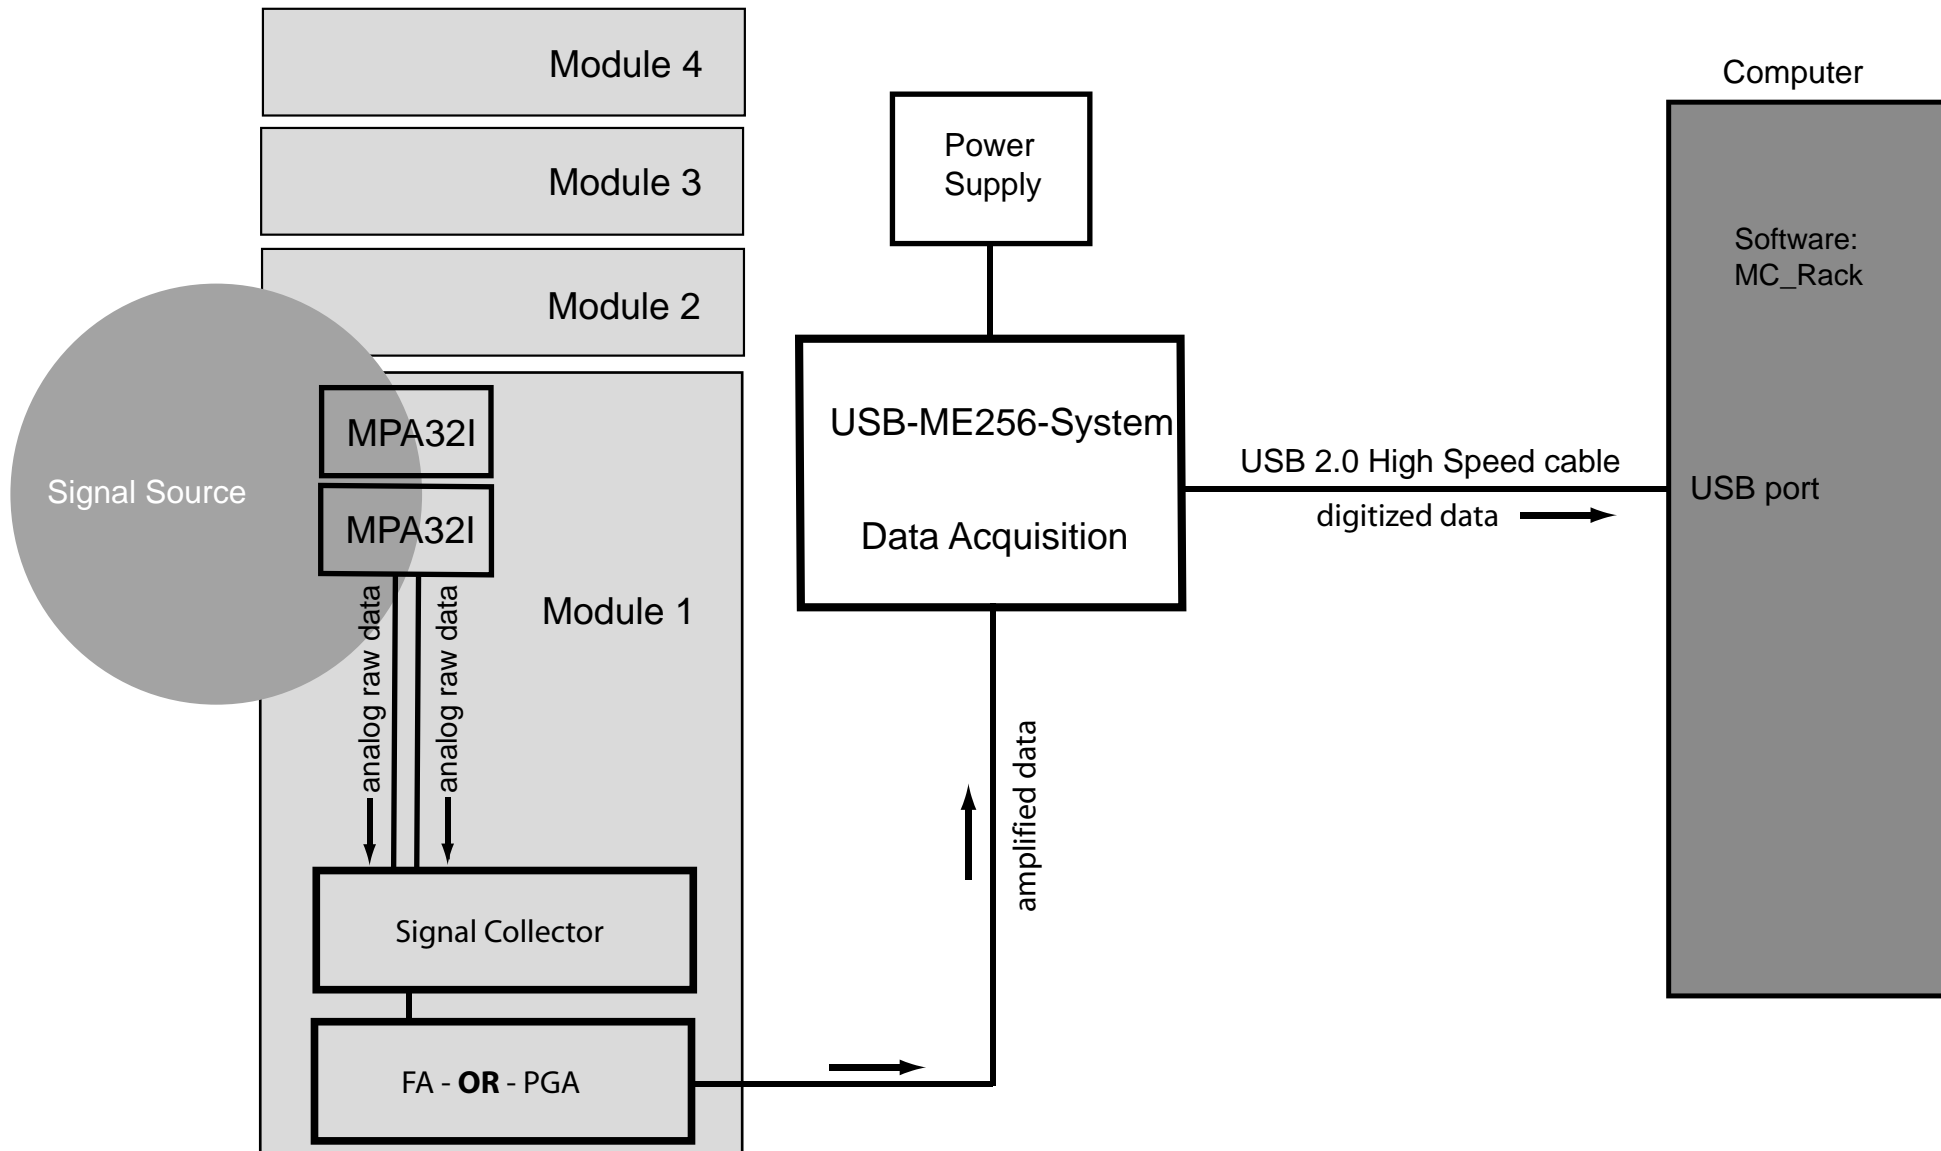 Module 4
Module 3
Module 2
Signal Source
MPA32I
MPA32I
analog raw data
analog raw data
Module 1
Signal Collector
FA - OR - PGA
amplified data
Power
Supply
USB-ME256-System
Data Acquisition
USB 2.0 High Speed cable
digitized data
Computer
Software:
MC_Rack
USB port